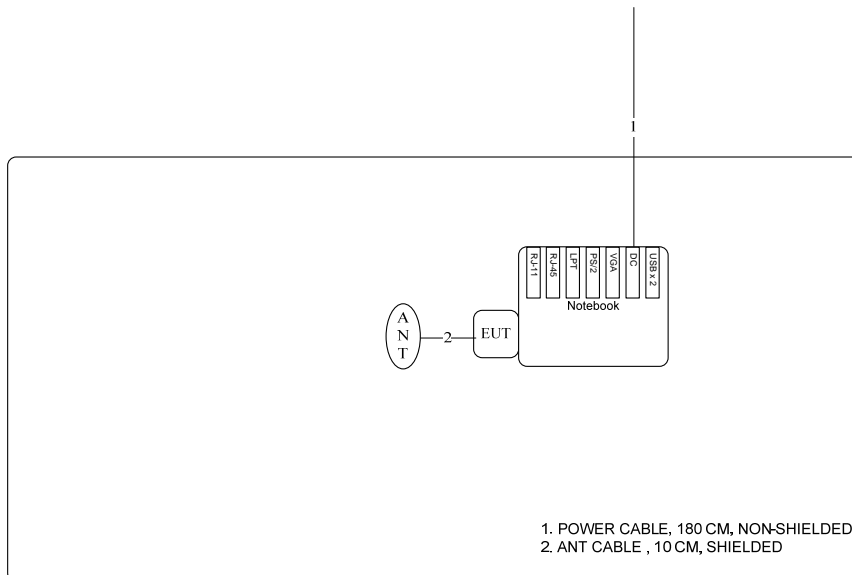 1
RJ-11
RJ-45
LPT
PS/2
VGA
DC
USB x 2
Notebook
A
N
T
2
EUT
1. POWER CABLE, 180 CM, NON-SHIELDED
2. ANT CABLE , 10 CM, SHIELDED